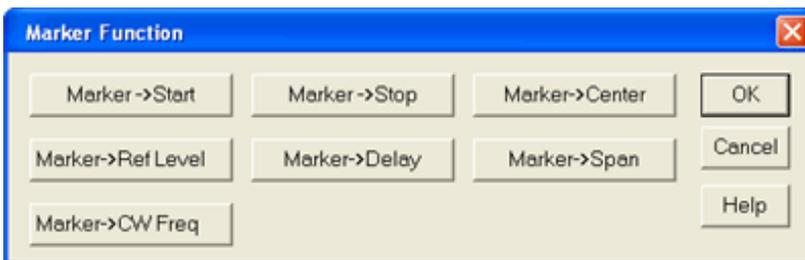 Marker Function
Marker->Start Marker->Stop Marker->Center OK
Marker->Ref Level Marker->Delay Marker->Span Cancel
Marker->CW Freq Help